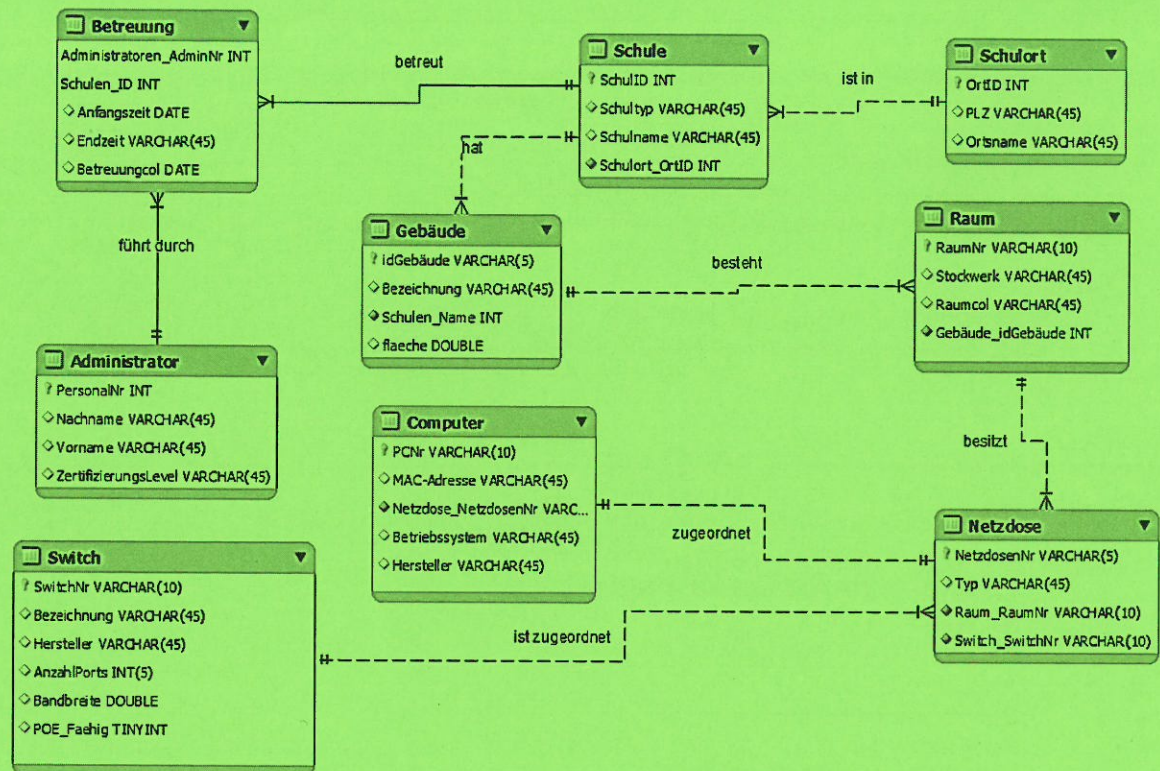 Betreuung
Administratoren_AdminNr INT
Schulen_ID INT
Anfangszeit DATE
Endzeit VARCHAR(45)
Betreuungcol DATE
betreut
Schule
SchulID INT
Schultyp VARCHAR(45)
Schulname VARCHAR(45)
Schulort_OrtID INT
ist in
Schulort
OrtID INT
PLZ VARCHAR(45)
Ortsname VARCHAR(45)
hat
führt durch
Gebäude
idGebäude VARCHAR(5)
Bezeichnung VARCHAR(45)
Schulen_Name INT
flaeche DOUBLE
besteht
Raum
RaumNr VARCHAR(10)
Stockwerk VARCHAR(45)
Raumcol VARCHAR(45)
Gebäude_idGebäude INT
Administrator
PersonalNr INT
Nachname VARCHAR(45)
Vorname VARCHAR(45)
ZertifizierungsLevel VARCHAR(45)
Computer
PCNr VARCHAR(10)
MAC-Adresse VARCHAR(45)
Netzdose_NetzdosenNr VARC...
Betriebssystem VARCHAR(45)
Hersteller VARCHAR(45)
besitzt
zugeordnet
Netzdose
NetzdosenNr VARCHAR(5)
Typ VARCHAR(45)
Raum_RaumNr VARCHAR(10)
Switch_SwitchNr VARCHAR(10)
Switch
SwitchNr VARCHAR(10)
Bezeichnung VARCHAR(45)
Hersteller VARCHAR(45)
AnzahlPorts INT(5)
Bandbreite DOUBLE
POE_Faehig TINYINT
ist zugeordnet